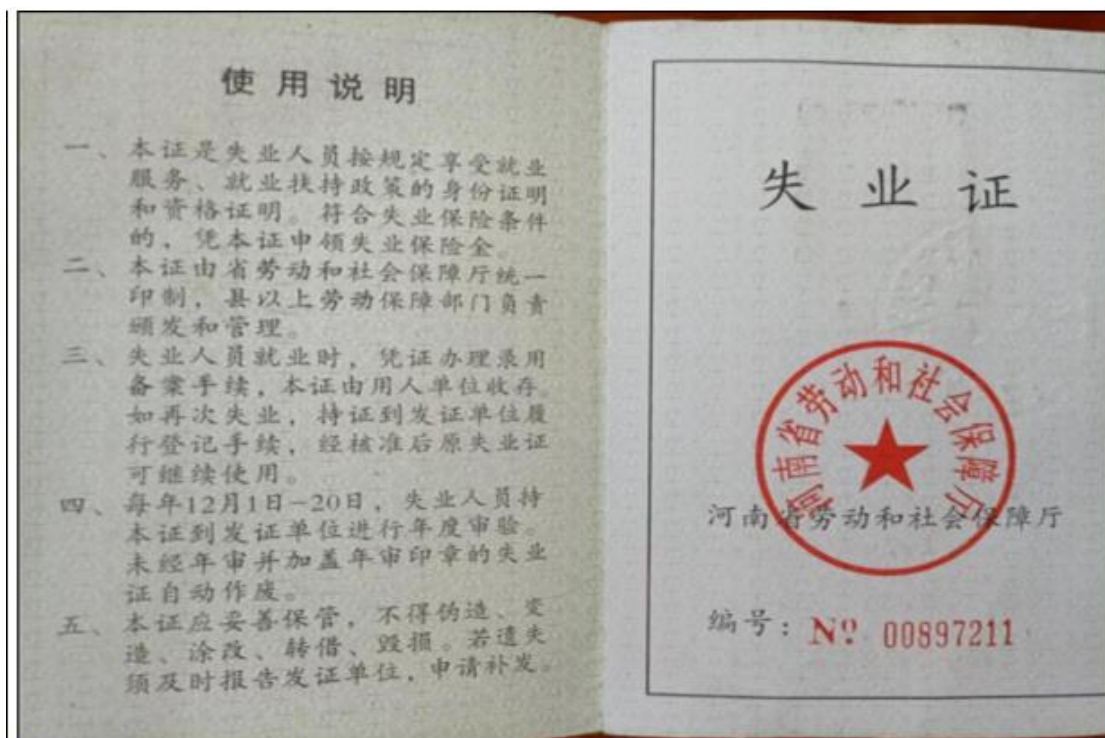 使用说明
一、本证是失业人员按规定享受就业
服务、就业扶持政策的身份证明
和资格证明。符合失业保险条件
的，凭本证申领失业保险金。
二、本证由省劳动和社会保障厅统一
印制，县以上劳动保障部门负责
颁发和管理。
三、失业人员就业时，凭证办理录用
备案手续，本证由用人单位收存。
如再次失业，持证到发证单位履
行登记手续，经核准后原失业证
可继续使用。
四、每年12月1日-20日，失业人员持
本证到发证单位进行年度审验。
未经年审并加盖年审印章的失业
证自动作废。
五、本证应妥善保管，不得伪造、变
造、涂改、转借、毁损。若遗失
须及时报告发证单位，申请补发。
失业证
河南省劳动和社会保障厅
河南省劳动和社会保障厅
编号：№ 00897211